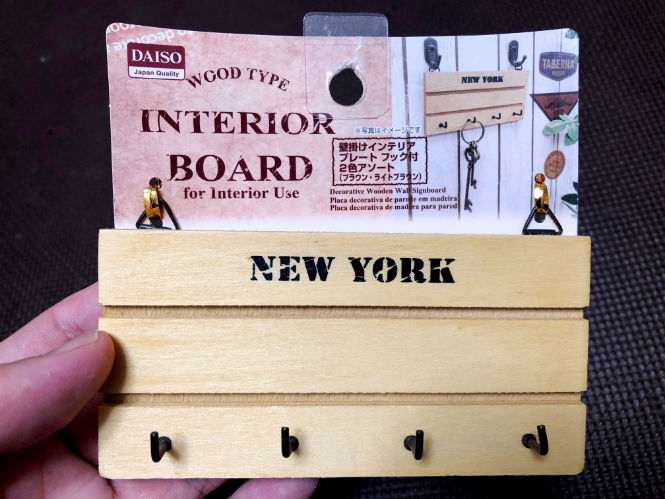 DAISO
Japan Quality
WOOD TYPE
INTERIOR
BOARD
for Interior Use
NEW YORK
TABERNA
※写真はイメージです
壁掛けインテリア
プレート フック付
2色アソート
(ブラウン・ライトブラウン)
Decorative Wooden Wall Signboard
Placa decorativa de parede em madeira
Placa decorativa de madera para pared
NEW YORK